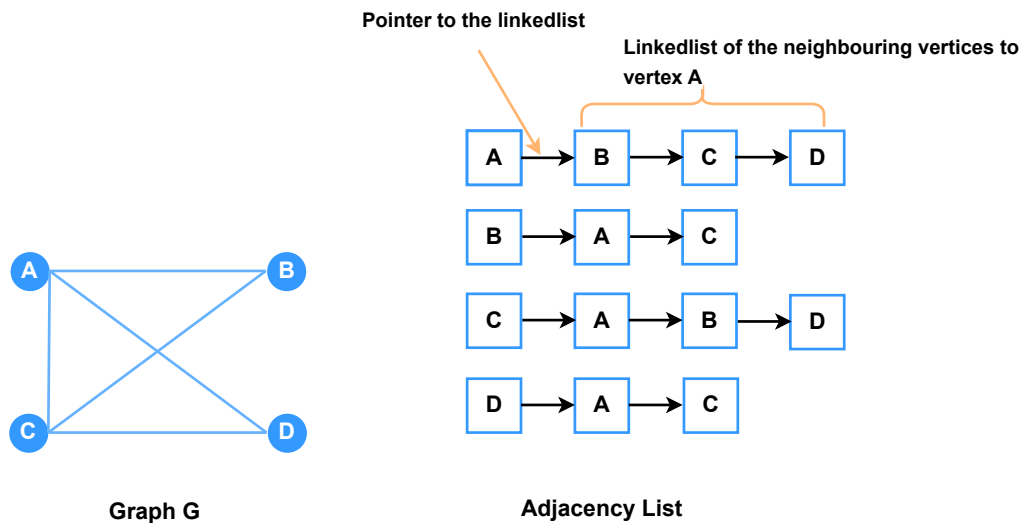 Pointer to the linkedlist
Linkedlist of the neighbouring vertices to
vertex A
A B C D
B A C
A B
C A B D
C D
D A C
Graph G
Adjacency List